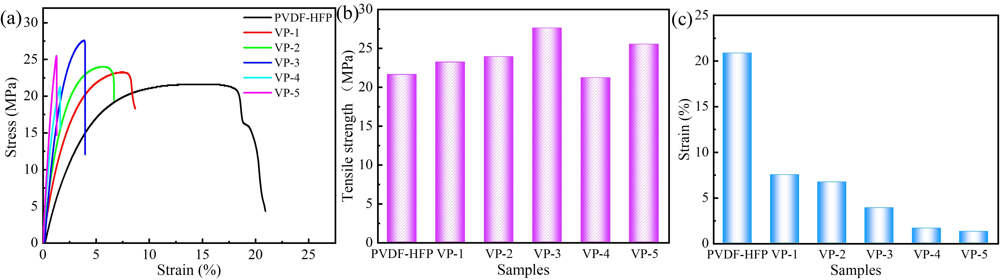 (a)
PVDF-HFP
VP-1
VP-2
VP-3
VP-4
VP-5
30
25
20
15
10
5
0
Stress (MPa)
0 5 10 15 20 25
Strain (%)
(b)
30
25
20
15
10
5
0
Tensile strength （MPa)
PVDF-HFP VP-1 VP-2 VP-3 VP-4 VP-5
Samples
(c)
25
20
15
10
5
0
Strain (%)
PVDF-HFP VP-1 VP-2 VP-3 VP-4 VP-5
Samples